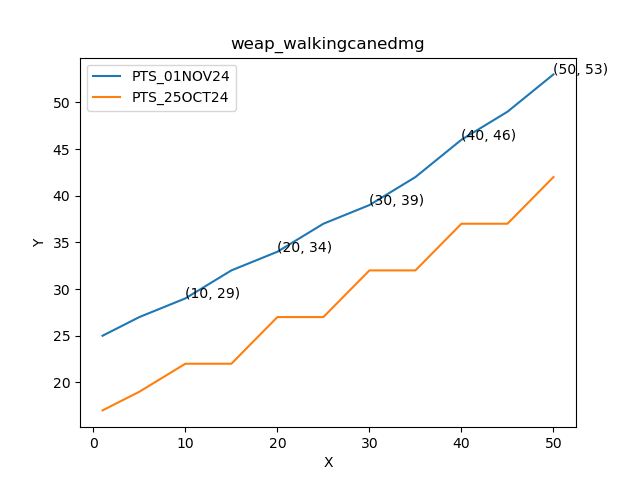 weap_walkingcanedmg
PTS_01NOV24
PTS_25OCT24
(50, 53)
(40, 46)
(30, 39)
(20, 34)
(10, 29)
50
45
40
35
30
25
20
Y
0 10 20 30 40 50
X